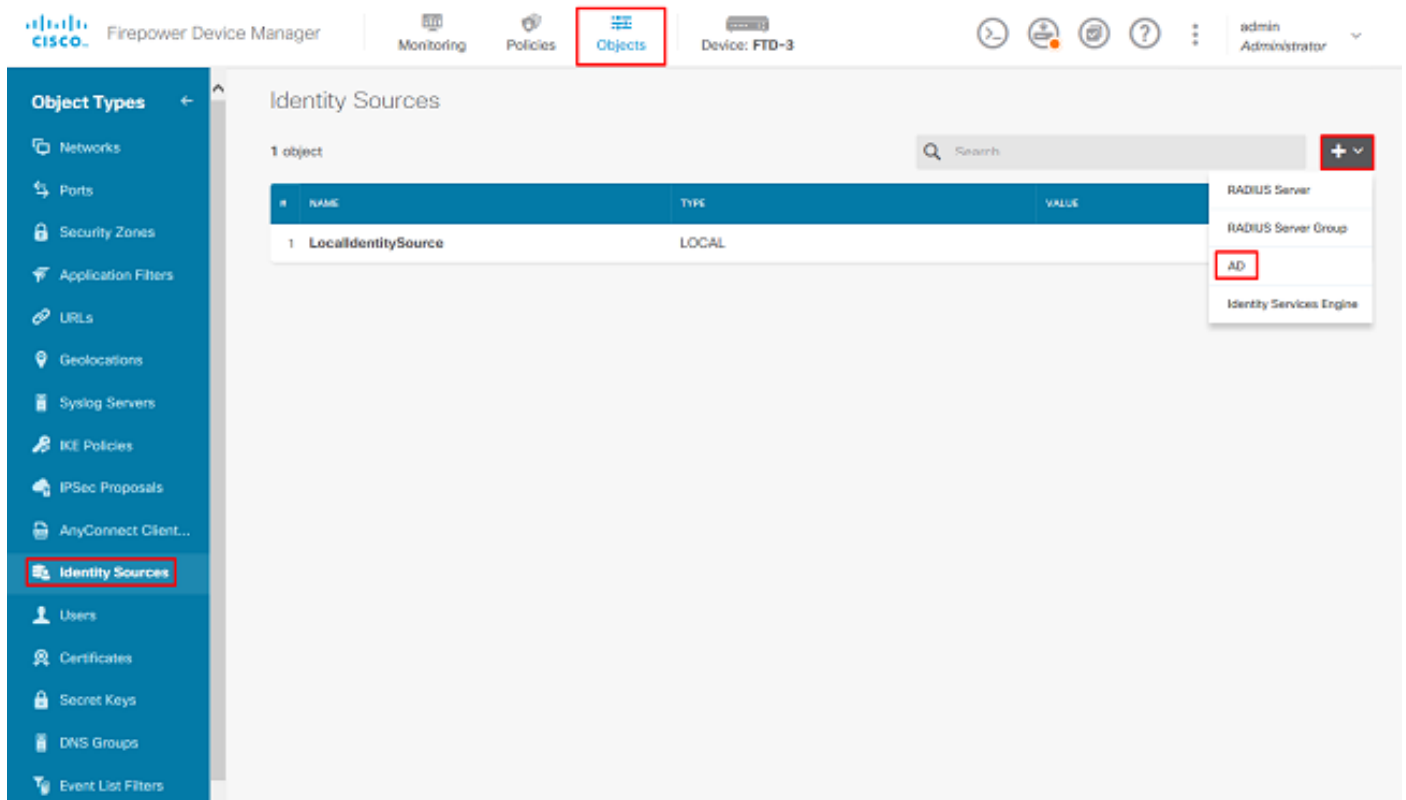 CISCO
Firepower Device Manager
Monitoring
Policies
Objects
Device: FTD-3
admin
Administrator
Object Types
Networks
Ports
Security Zones
Application Filters
URLs
Geolocations
Syslog Servers
IKE Policies
IPSec Proposals
AnyConnect Client...
Identity Sources
Users
Certificates
Secret Keys
DNS Groups
Event List Filters
Identity Sources
1 object
Search
# NAME TYPE VALUE
1 LocalIdentitySource LOCAL
RADIUS Server
RADIUS Server Group
AD
Identity Services Engine